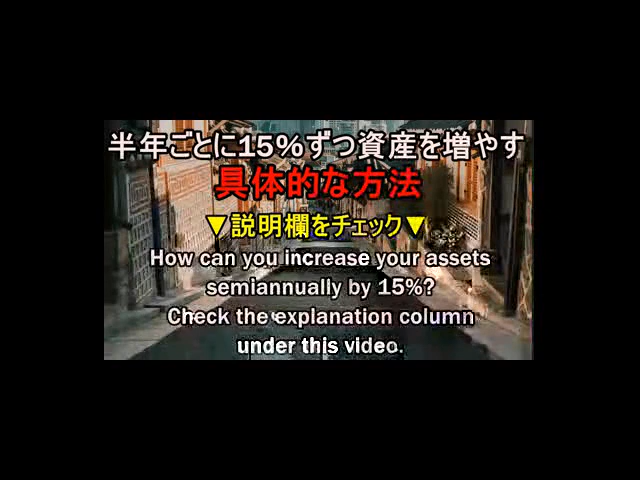 半年ごとに15%ずつ資産を増やす
具体的な方法
▼説明欄をチェック▼
How can you increase your assets
semiannually by 15%?
Check the explanation column
under this video.